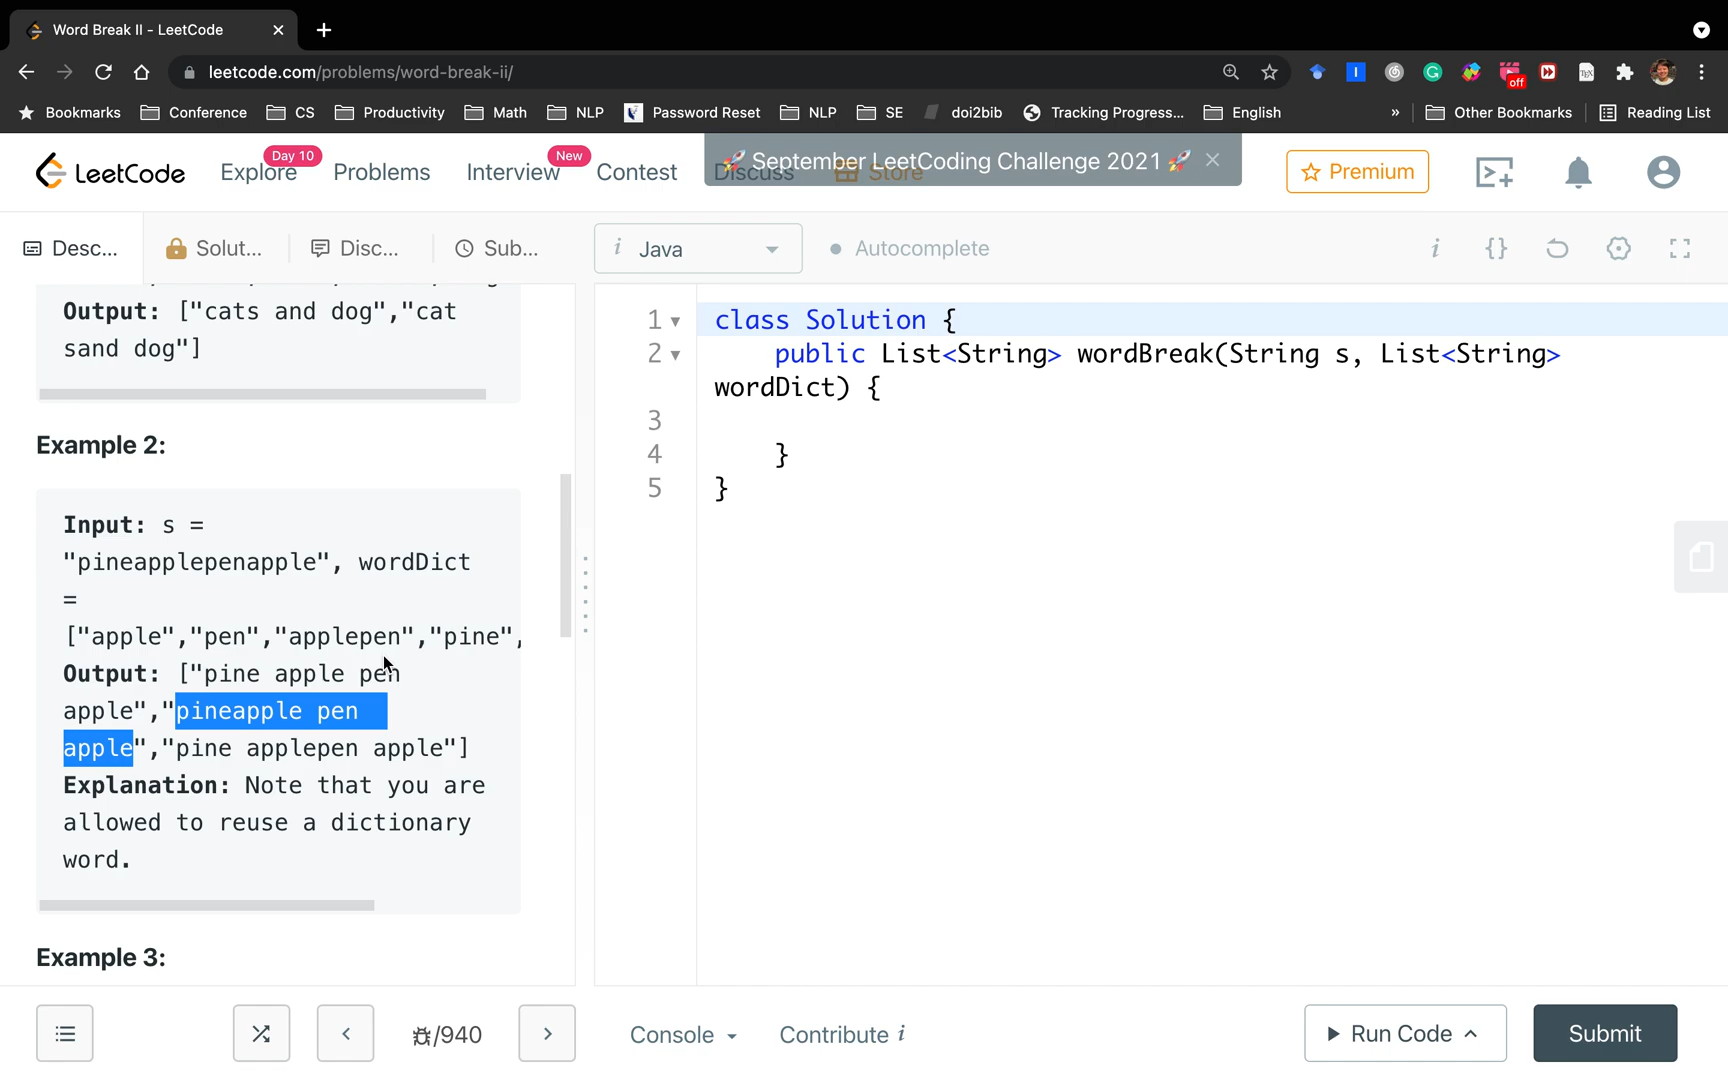 Word Break II - LeetCode
leetcode.com/problems/word-break-ii/
off
Bookmarks Conference CS Productivity Math NLP Password Reset NLP SE doi2bib Tracking Progress... English » Other Bookmarks Reading List
LeetCode Explore Day 10 Problems Interview New Contest Discuss Store Premium
🚀 September LeetCoding Challenge 2021 🚀
Desc... Solut... Disc... Sub... i Java Autocomplete i {}
Output: ["cats and dog","cat
sand dog"]
Example 2:
Input: s =
"pineapplepenapple", wordDict
=
["apple","pen","applepen","pine",
Output: ["pine apple pen
apple","pineapple pen
apple","pine applepen apple"]
Explanation: Note that you are
allowed to reuse a dictionary
word.
Example 3:
1 class Solution {
2 public List<String> wordBreak(String s, List<String>
wordDict) {
3
4 }
5 }
/940 Console Contribute i Run Code Submit